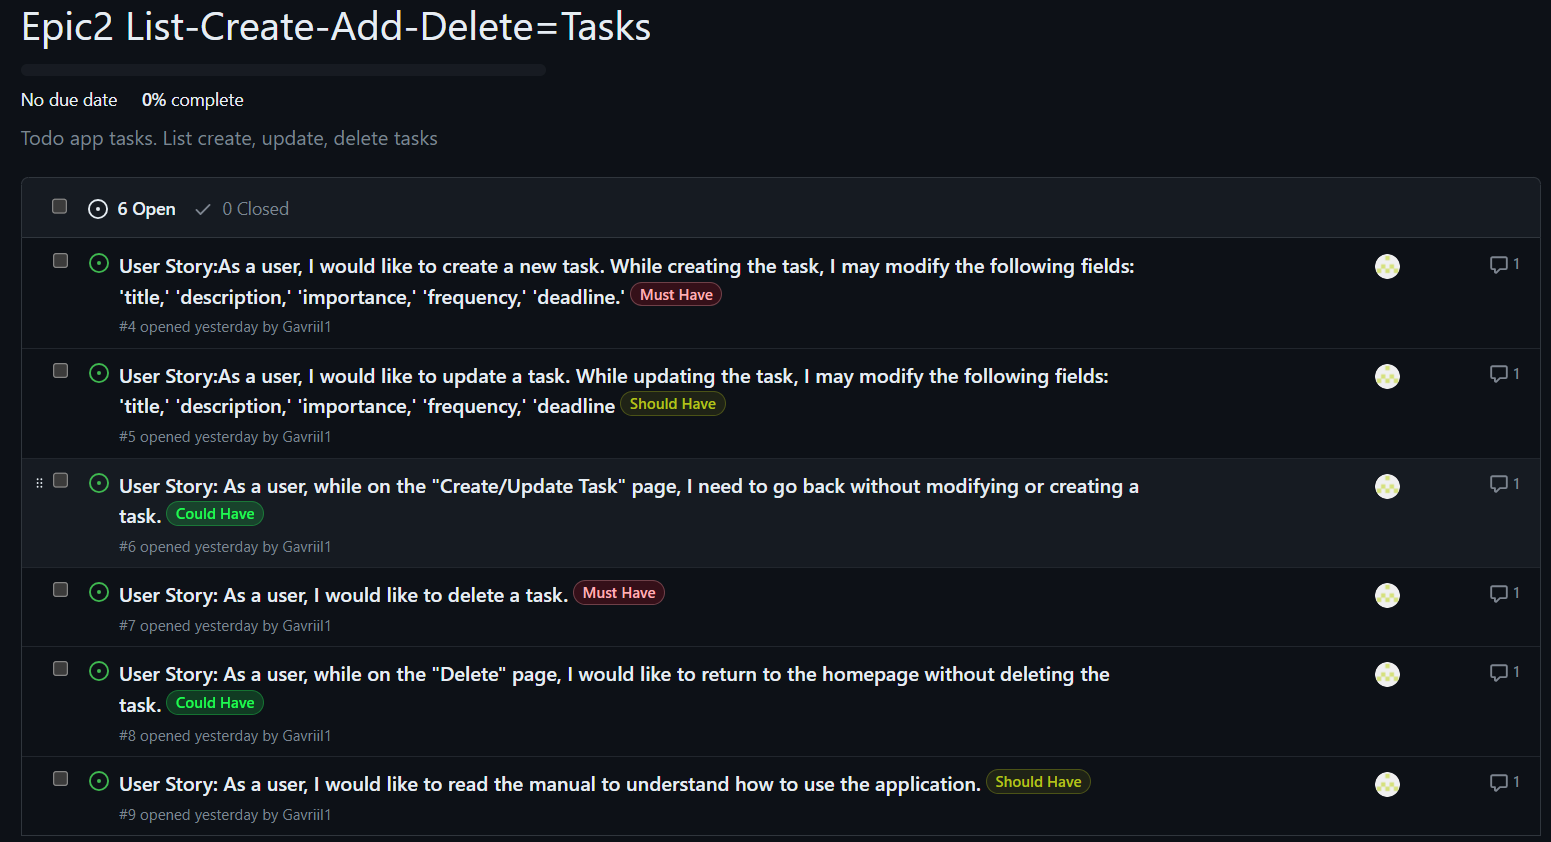 Epic2 List-Create-Add-Delete=Tasks
No due date 0% complete
Todo app tasks. List create, update, delete tasks
6 Open 0 Closed
User Story:As a user, I would like to create a new task. While creating the task, I may modify the following fields:
'title,' 'description,' 'importance,' 'frequency,' 'deadline.' Must Have
1
#4 opened yesterday by Gavriil1
User Story:As a user, I would like to update a task. While updating the task, I may modify the following fields:
'title,' 'description,' 'importance,' 'frequency,' 'deadline Should Have
1
#5 opened yesterday by Gavriil1
User Story: As a user, while on the "Create/Update Task" page, I need to go back without modifying or creating a
task. Could Have
1
#6 opened yesterday by Gavriil1
User Story: As a user, I would like to delete a task. Must Have
1
#7 opened yesterday by Gavriil1
User Story: As a user, while on the "Delete" page, I would like to return to the homepage without deleting the
task. Could Have
1
#8 opened yesterday by Gavriil1
User Story: As a user, I would like to read the manual to understand how to use the application. Should Have
1
#9 opened yesterday by Gavriil1